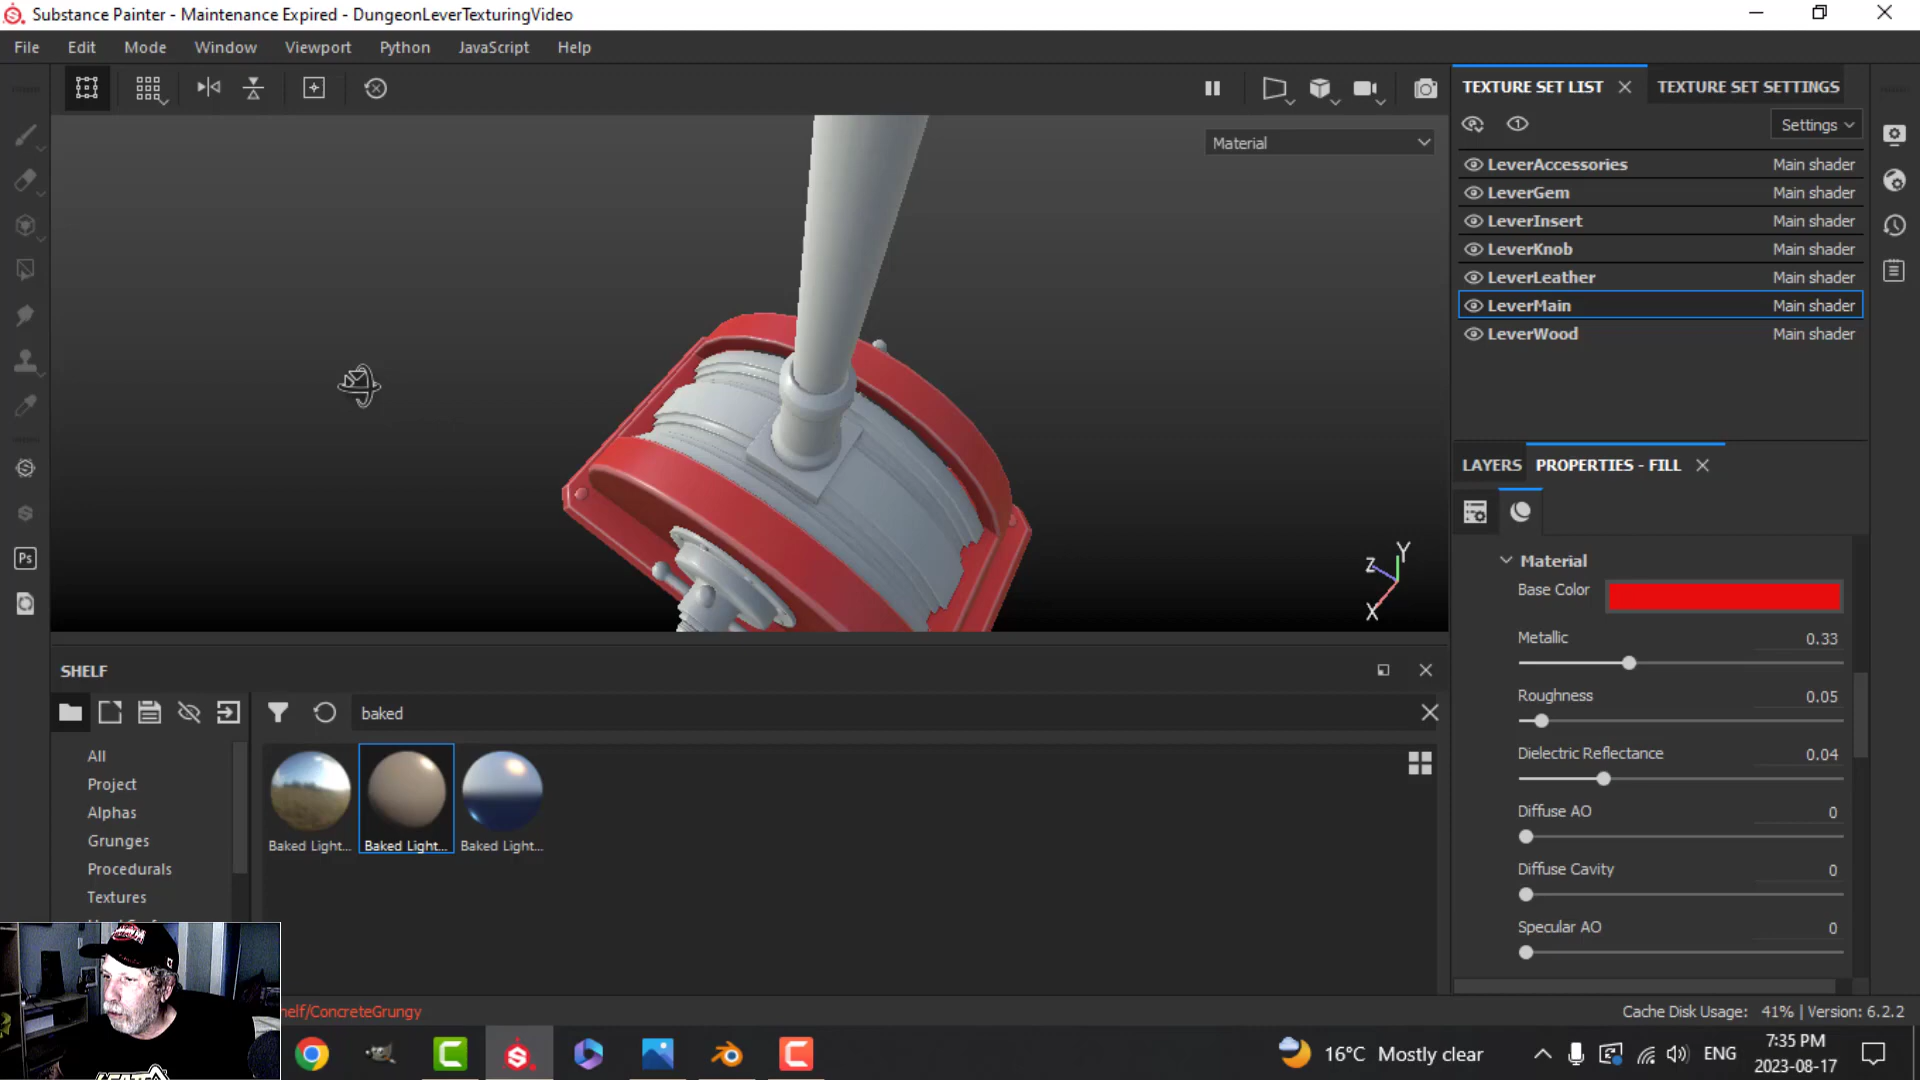 Substance Painter - Maintenance Expired - DungeonLeverTexturingVideo
File Edit Mode Window Viewport Python JavaScript Help
TEXTURE SET LIST TEXTURE SET SETTINGS
Settings
Material
LeverAccessories Main shader
LeverGem Main shader
LeverInsert Main shader
LeverKnob Main shader
LeverLeather Main shader
LeverMain Main shader
LeverWood Main shader
LAYERS PROPERTIES - FILL
Material
Base Color
Metallic 0.33
Roughness 0.05
Dielectric Reflectance 0.04
Diffuse AO 0
Diffuse Cavity 0
Specular AO 0
Y
Z
X
Ps
SHELF
baked
All
Project
Alphas
Grunges
Procedurals
Textures
Baked Light... Baked Light... Baked Light...
helf/ConcreteGrungy
Cache Disk Usage: 41% | Version: 6.2.2
16°C Mostly clear
ENG
7:35 PM
2023-08-17